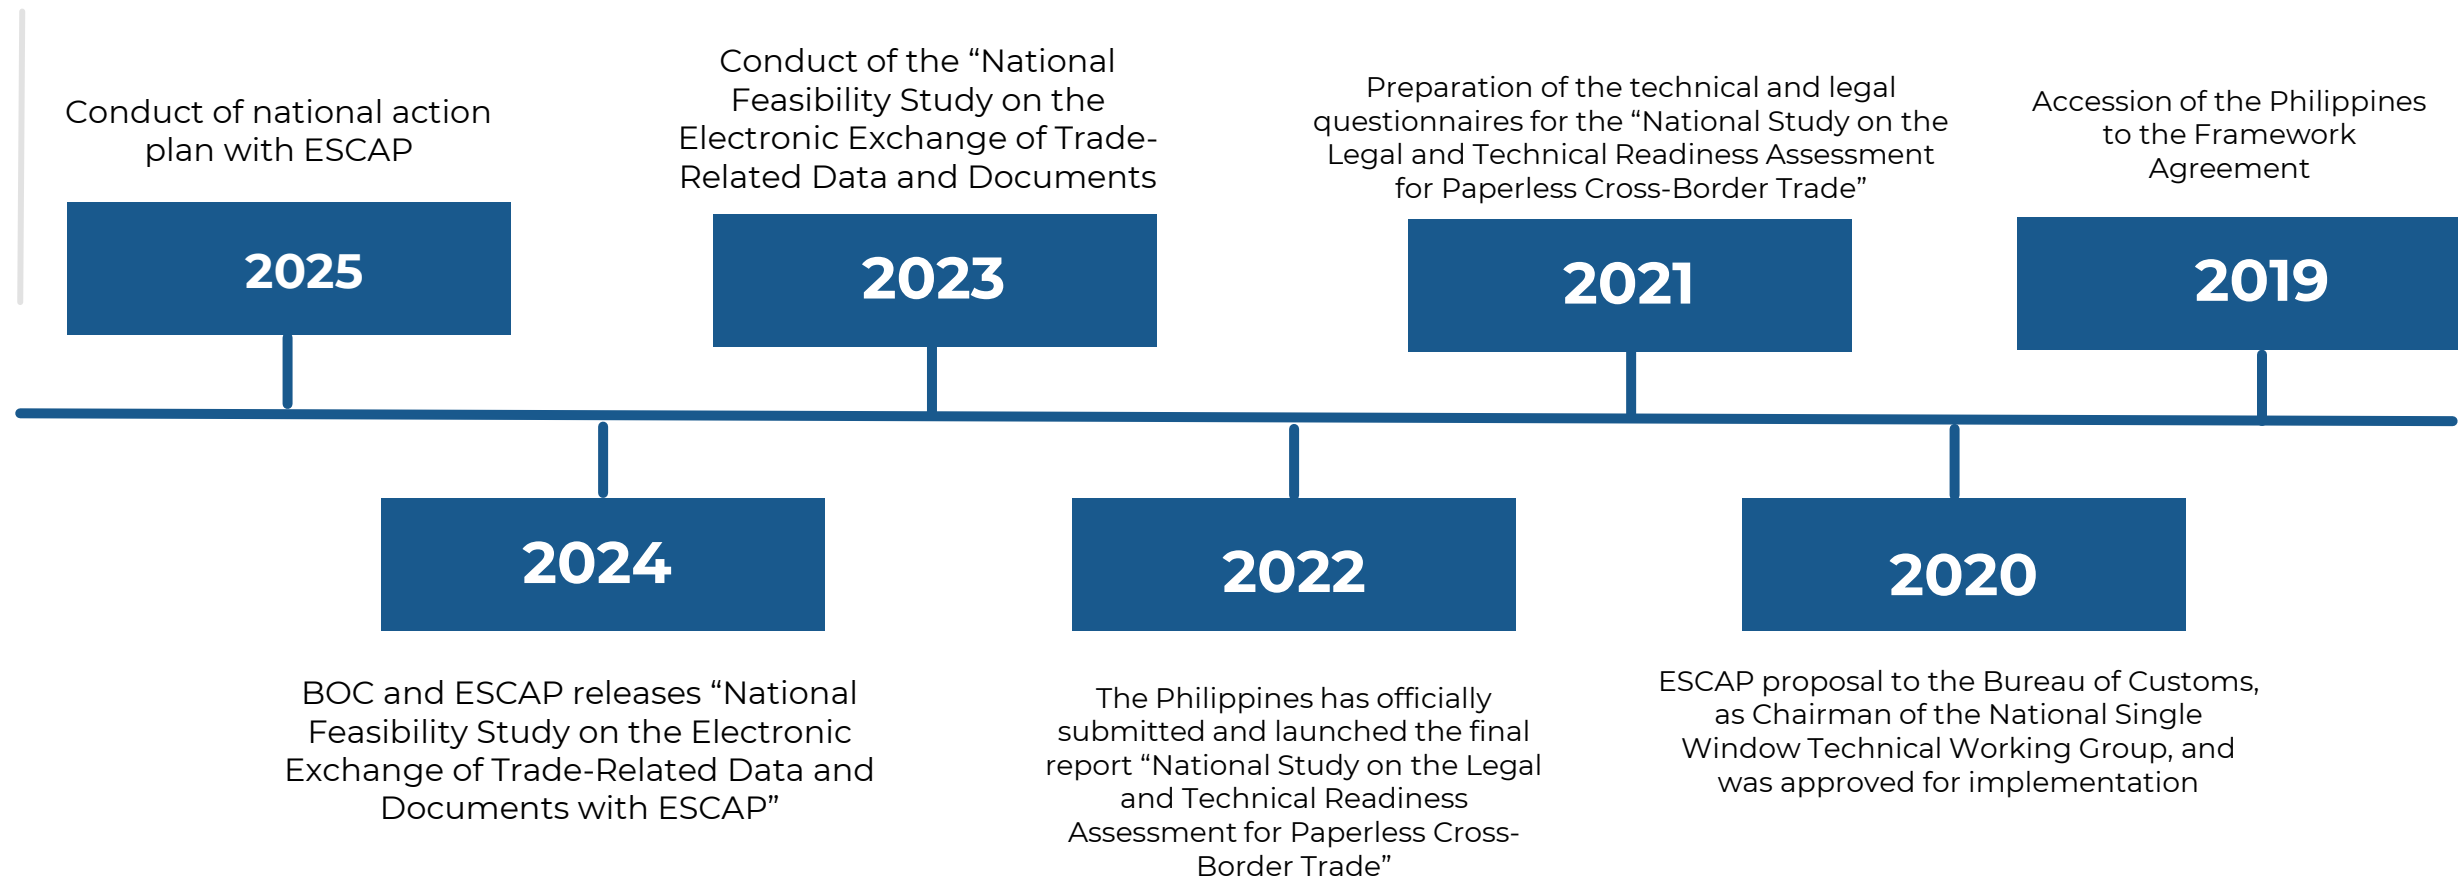 Conduct of national action
plan with ESCAP
2025
BOC and ESCAP releases “National
Feasibility Study on the Electronic
Exchange of Trade-Related Data and
Documents with ESCAP”
2024
Conduct of the “National
Feasibility Study on the
Electronic Exchange of Trade-
Related Data and Documents
2023
2022
The Philippines has officially
submitted and launched the final
report “National Study on the Legal
and Technical Readiness
Assessment for Paperless Cross-
Border Trade”
Preparation of the technical and legal
questionnaires for the “National Study on the
Legal and Technical Readiness Assessment
for Paperless Cross-Border Trade”
2021
2020
ESCAP proposal to the Bureau of Customs,
as Chairman of the National Single
Window Technical Working Group, and
was approved for implementation
Accession of the Philippines
to the Framework
Agreement
2019